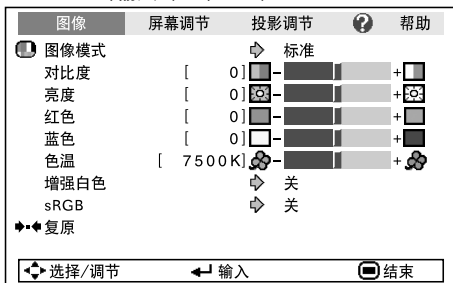 图像 屏幕调节 投影调节 ? 帮助
图像模式 标准
对比度 [ 0] - +
亮度 [ 0] - +
红色 [ 0] - +
蓝色 [ 0] - +
色温 [ 7500K] - +
增强白色 关
sRGB 关
复原
选择/调节 输入 结束